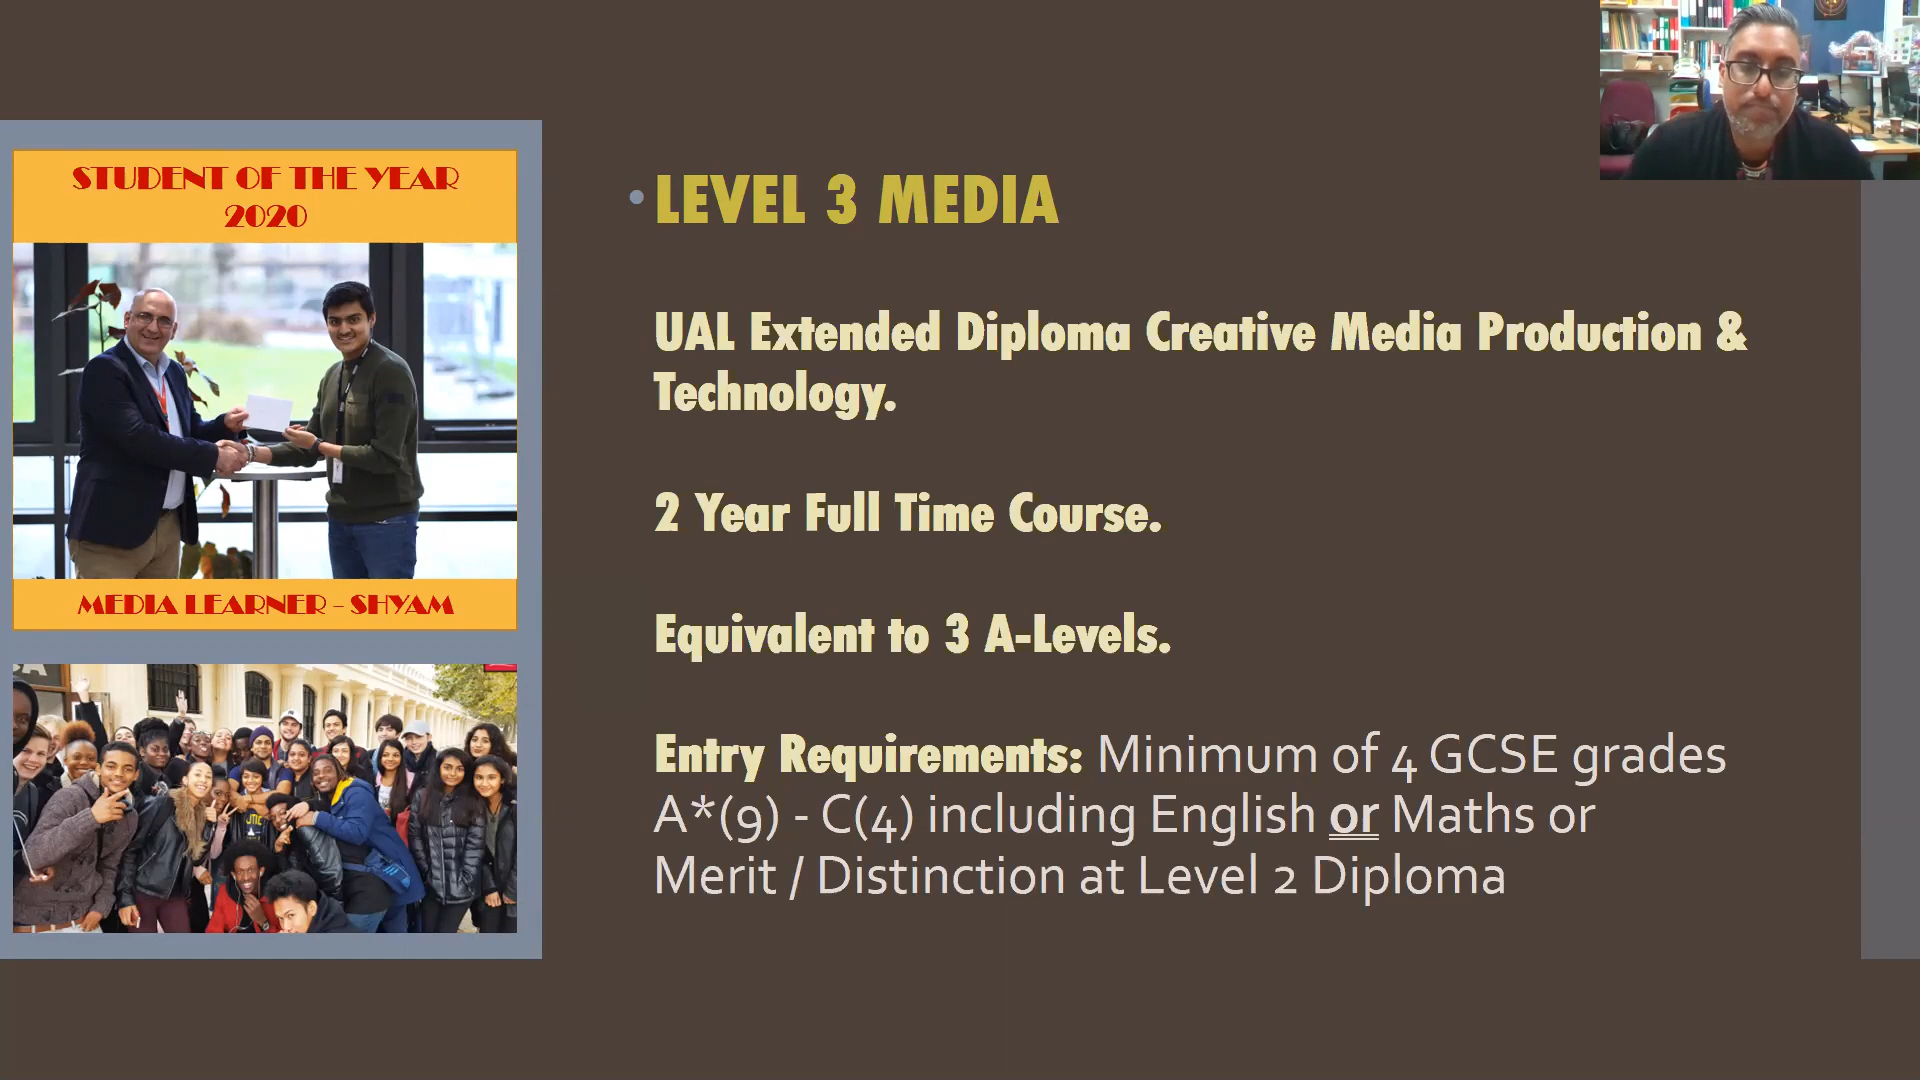 STUDENT OF THE YEAR
2020
MEDIA LEARNER – SHYAM
• LEVEL 3 MEDIA
UAL Extended Diploma Creative Media Production &
Technology.
2 Year Full Time Course.
Equivalent to 3 A-Levels.
Entry Requirements: Minimum of 4 GCSE grades
A*(9) - C(4) including English or Maths or
Merit / Distinction at Level 2 Diploma